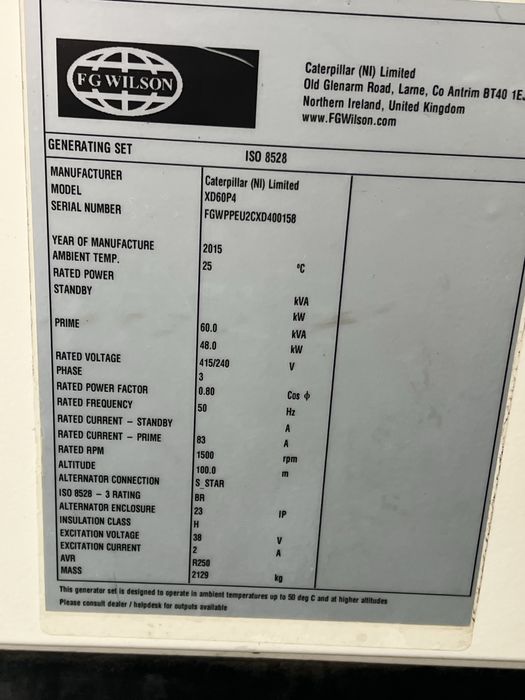 FG WILSON
Caterpillar (NI) Limited
Old Glenarm Road, Larne, Co Antrim BT40 1E
Northern Ireland, United Kingdom
www.FGWilson.com
GENERATING SET ISO 8528
MANUFACTURER Caterpillar (NI) Limited
MODEL XD60P4
SERIAL NUMBER FGWPPEU2CXD400158
YEAR OF MANUFACTURE 2015
AMBIENT TEMP. 25 °C
RATED POWER
STANDBY kVA
kW
PRIME 60.0 kVA
48.0 kW
RATED VOLTAGE 415/240 V
PHASE 3
RATED POWER FACTOR 0.80 Cos ϕ
RATED FREQUENCY 50 Hz
RATED CURRENT - STANDBY A
RATED CURRENT - PRIME 83 A
RATED RPM 1500 rpm
ALTITUDE 100.0 m
ALTERNATOR CONNECTION S_STAR
ISO 8528 - 3 RATING BR
ALTERNATOR ENCLOSURE 23 IP
INSULATION CLASS H
EXCITATION VOLTAGE 38 V
EXCITATION CURRENT 2 A
AVR R250
MASS 2129 kg
This generator set is designed to operate in ambient temperatures up to 50 deg C and at higher altitudes
Please consult dealer / helpdesk for outputs available